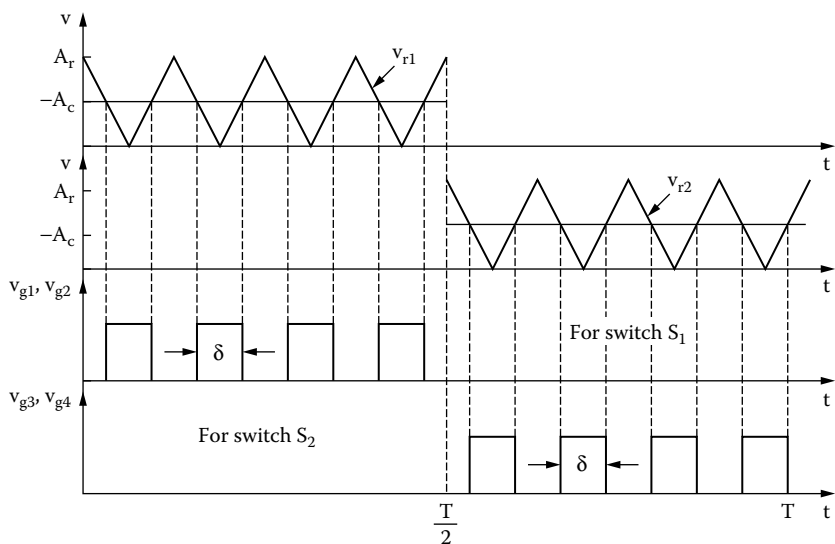 v
A_r
v_r1
−A_c
t
v
A_r
v_r2
−A_c
t
v_g1, v_g2
For switch S_1
δ
t
v_g3, v_g4
For switch S_2
δ
T/2
T
t